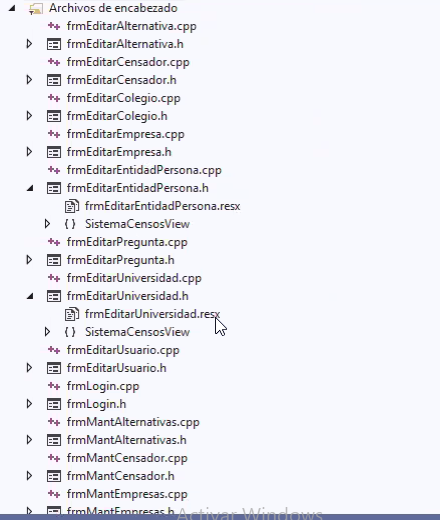 Archivos de encabezado
frmEditarAlternativa.cpp
frmEditarAlternativa.h
frmEditarCensador.cpp
frmEditarCensador.h
frmEditarColegio.cpp
frmEditarColegio.h
frmEditarEmpresa.cpp
frmEditarEmpresa.h
frmEditarEntidadPersona.cpp
frmEditarEntidadPersona.h
frmEditarEntidadPersona.resx
{ } SistemaCensosView
frmEditarPregunta.cpp
frmEditarPregunta.h
frmEditarUniversidad.cpp
frmEditarUniversidad.h
frmEditarUniversidad.resx
{ } SistemaCensosView
frmEditarUsuario.cpp
frmEditarUsuario.h
frmLogin.cpp
frmLogin.h
frmMantAlternativas.cpp
frmMantAlternativas.h
frmMantCensador.cpp
frmMantCensador.h
frmMantEmpresas.cpp
frmMantEmpresas.h
Activar Windows